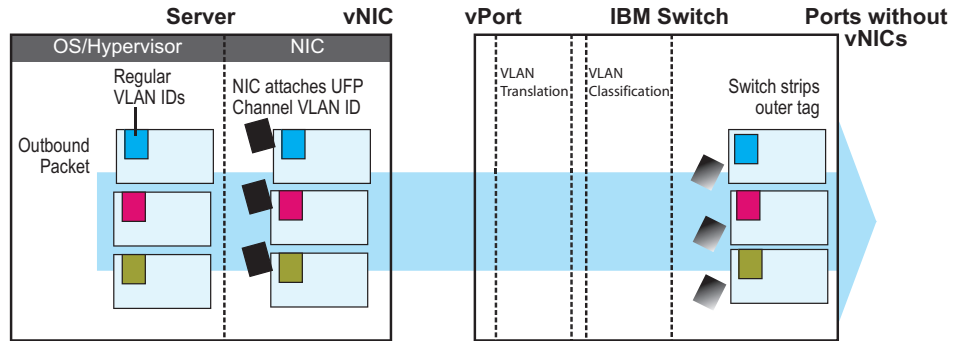 Server
vNIC
vPort
IBM Switch
Ports without
vNICs
OS/Hypervisor
NIC
Regular
VLAN IDs
NIC attaches UFP
Channel VLAN ID
Outbound
Packet
VLAN
Translation
VLAN
Classification
Switch strips
outer tag